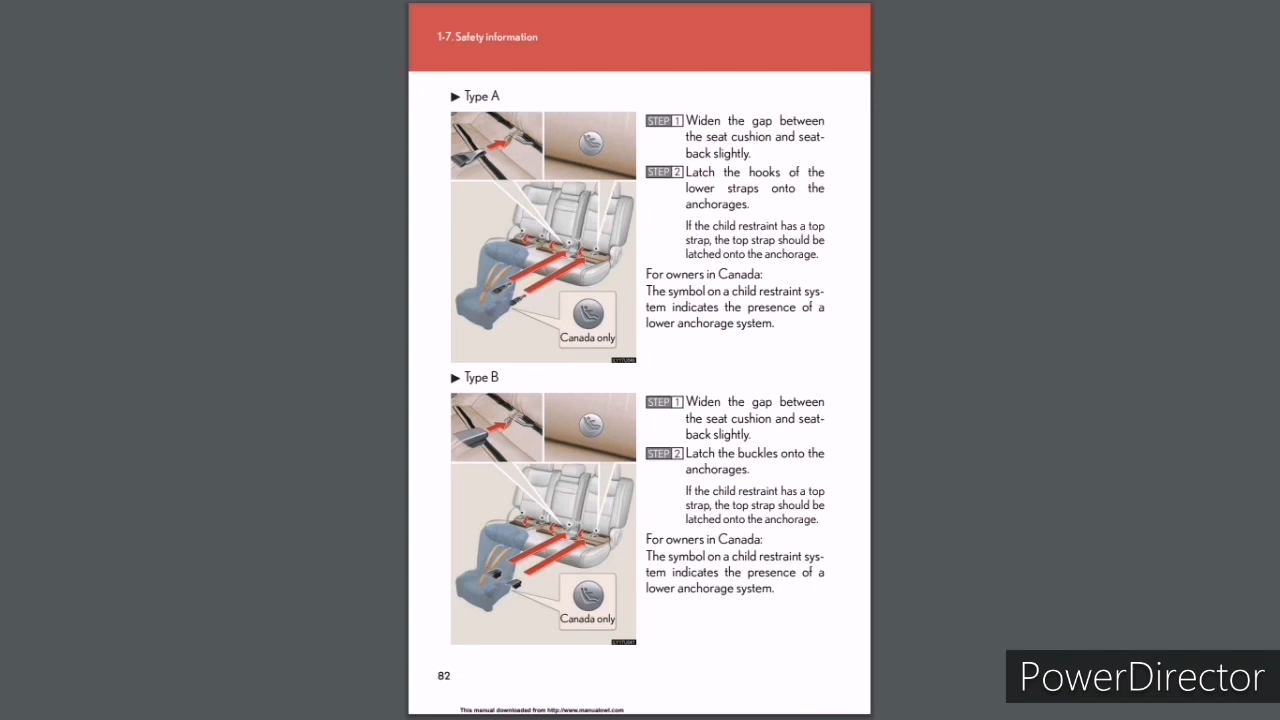 1-7. Safety information
▶ Type A
STEP 1 Widen the gap between
the seat cushion and seat-
back slightly.
STEP 2 Latch the hooks of the
lower straps onto the
anchorages.
If the child restraint has a top
strap, the top strap should be
latched onto the anchorage.
For owners in Canada:
The symbol on a child restraint sys-
tem indicates the presence of a
lower anchorage system.
Canada only
▶ Type B
STEP 1 Widen the gap between
the seat cushion and seat-
back slightly.
STEP 2 Latch the buckles onto the
anchorages.
If the child restraint has a top
strap, the top strap should be
latched onto the anchorage.
For owners in Canada:
The symbol on a child restraint sys-
tem indicates the presence of a
lower anchorage system.
Canada only
82
This manual downloaded from http://www.manualowl.com
PowerDirector